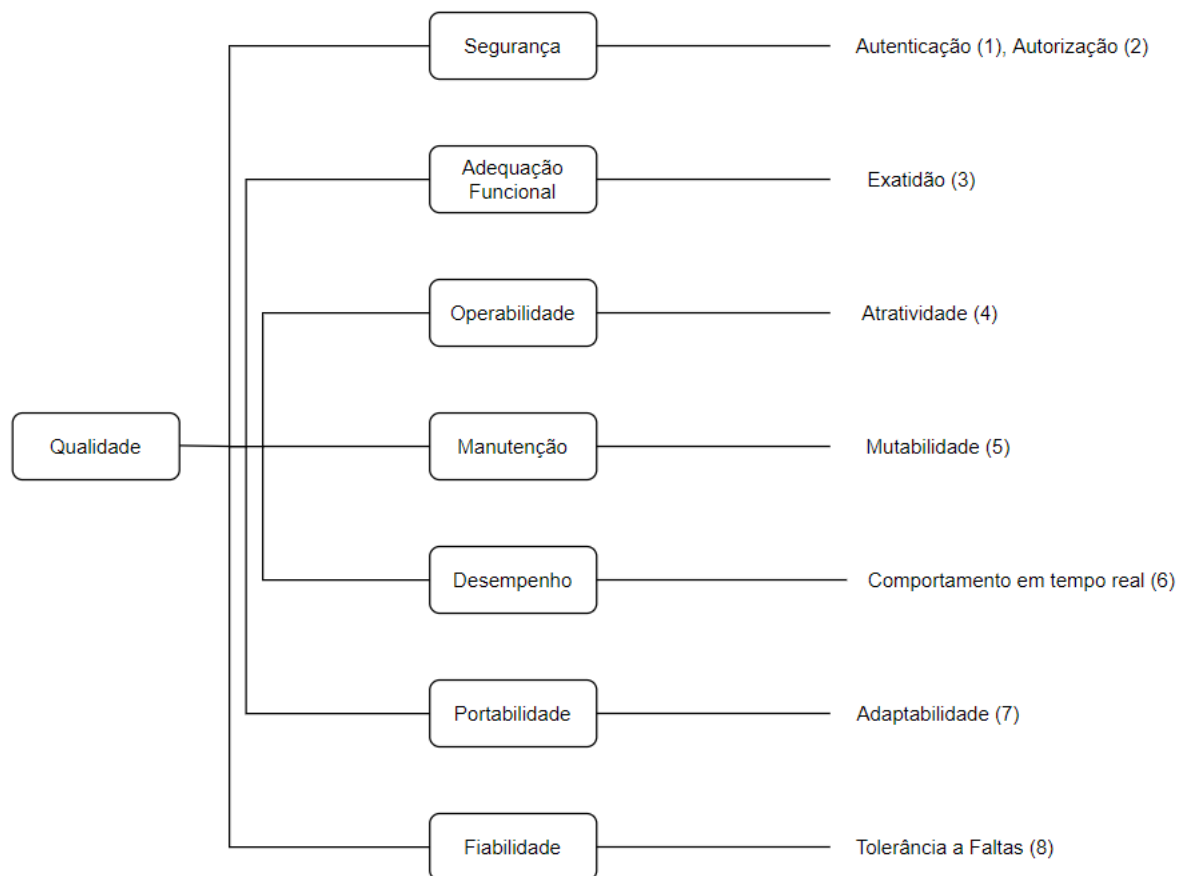 Segurança
Autenticação (1), Autorização (2)
Adequação
Funcional
Exatidão (3)
Operabilidade
Atratividade (4)
Qualidade
Manutenção
Mutabilidade (5)
Desempenho
Comportamento em tempo real (6)
Portabilidade
Adaptabilidade (7)
Fiabilidade
Tolerância a Faltas (8)